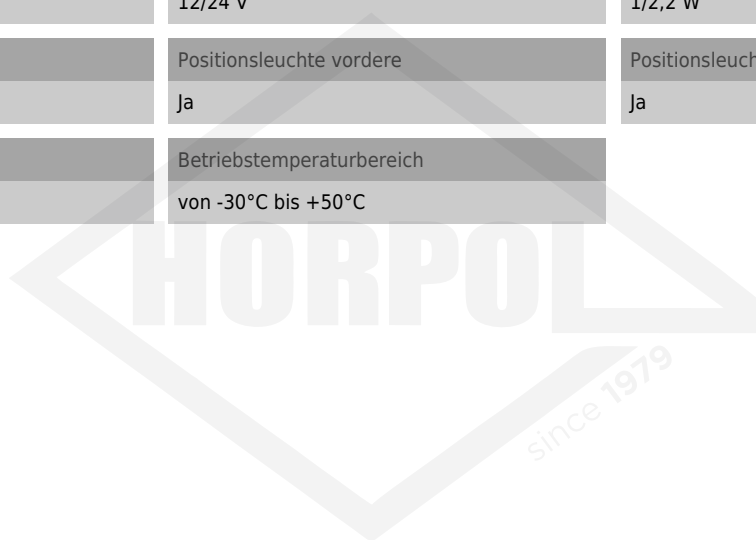 12/24 V 1/2,2 W
Positionsleuchte vordere
Ja Ja
Betriebstemperaturbereich
von -30°C bis +50°C
HORPOL
since 1979